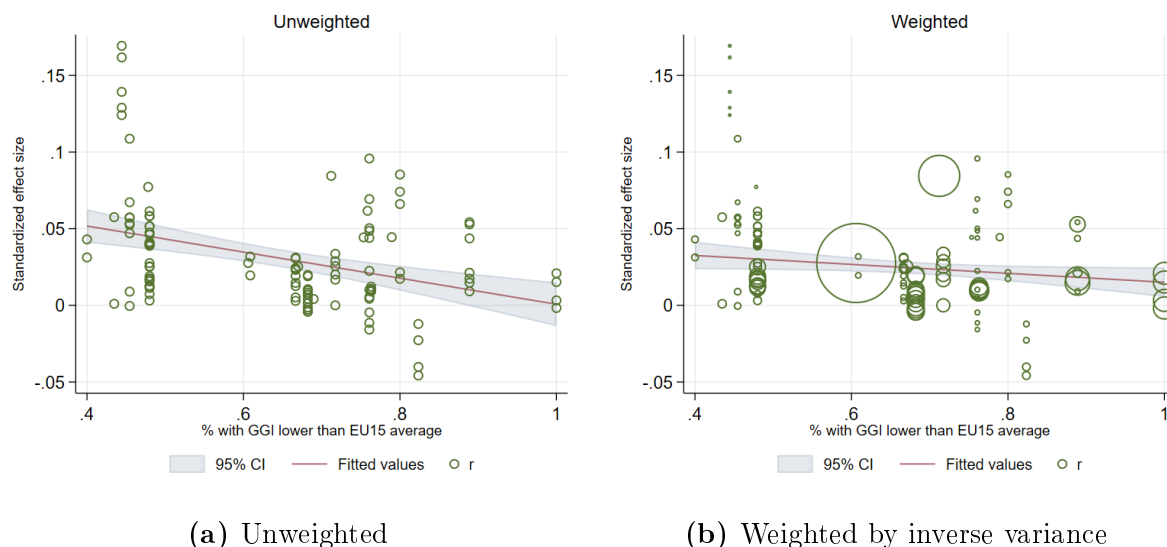 Unweighted
Standardized effect size
.15
.1
.05
0
-.05
.4
.6
.8
1
% with GGI lower than EU15 average
95% CI
Fitted values
r
(a) Unweighted
Weighted
Standardized effect size
.15
.1
.05
0
-.05
.4
.6
.8
1
% with GGI lower than EU15 average
95% CI
Fitted values
r
(b) Weighted by inverse variance